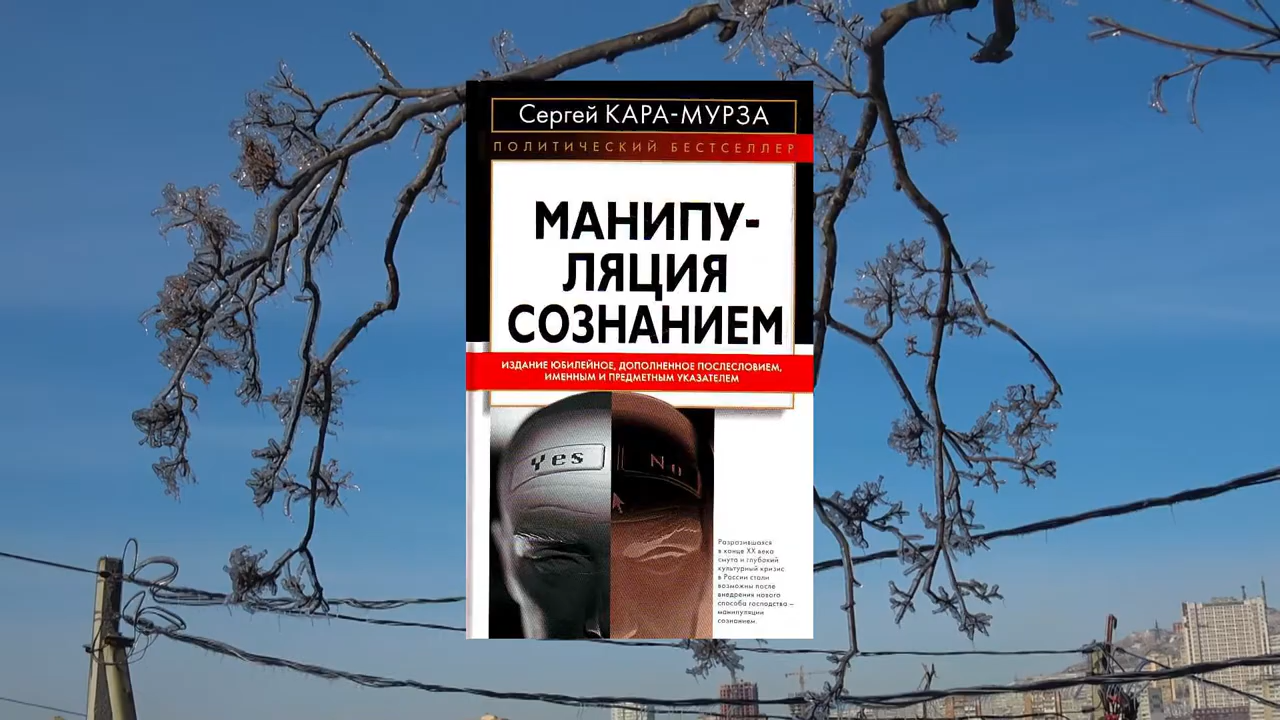 Сергей КАРА-МУРЗА
ПОЛИТИЧЕСКИЙ БЕСТСЕЛЛЕР
МАНИПУ-
ЛЯЦИЯ
СОЗНАНИЕМ
ИЗДАНИЕ ЮБИЛЕЙНОЕ, ДОПОЛНЕННОЕ ПОСЛЕСЛОВИЕМ,
ИМЕННЫМ И ПРЕДМЕТНЫМ УКАЗАТЕЛЕМ
Yes
No
Разразившаяся
в конце XX века
смута и глубокий
культурный кризис
в России стали
возможны после
внедрения нового
способа господства –
манипуляции
сознанием.